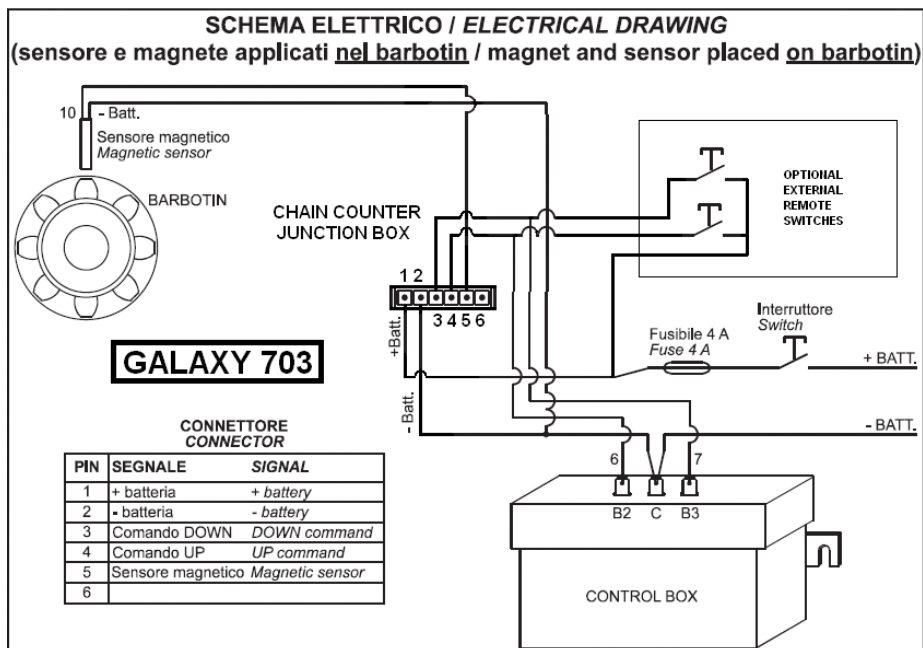 SCHEMA ELETTRICO / ELECTRICAL DRAWING
(sensore e magnete applicati nel barbotin / magnet and sensor placed on barbotin)
10
- Batt.
Sensore magnetico
Magnetic sensor
BARBOTIN
CHAIN COUNTER
JUNCTION BOX
OPTIONAL
EXTERNAL
REMOTE
SWITCHES
1 2
3 4 5 6
+Batt.
- Batt.
Interruttore
Switch
Fusibile 4 A
Fuse 4 A
+ BATT.
- BATT.
GALAXY 703
CONNETTORE
CONNECTOR
PIN SEGNALE SIGNAL
1 + batteria + battery
2 - batteria - battery
3 Comando DOWN DOWN command
4 Comando UP UP command
5 Sensore magnetico Magnetic sensor
6
6 7
B2 C B3
CONTROL BOX